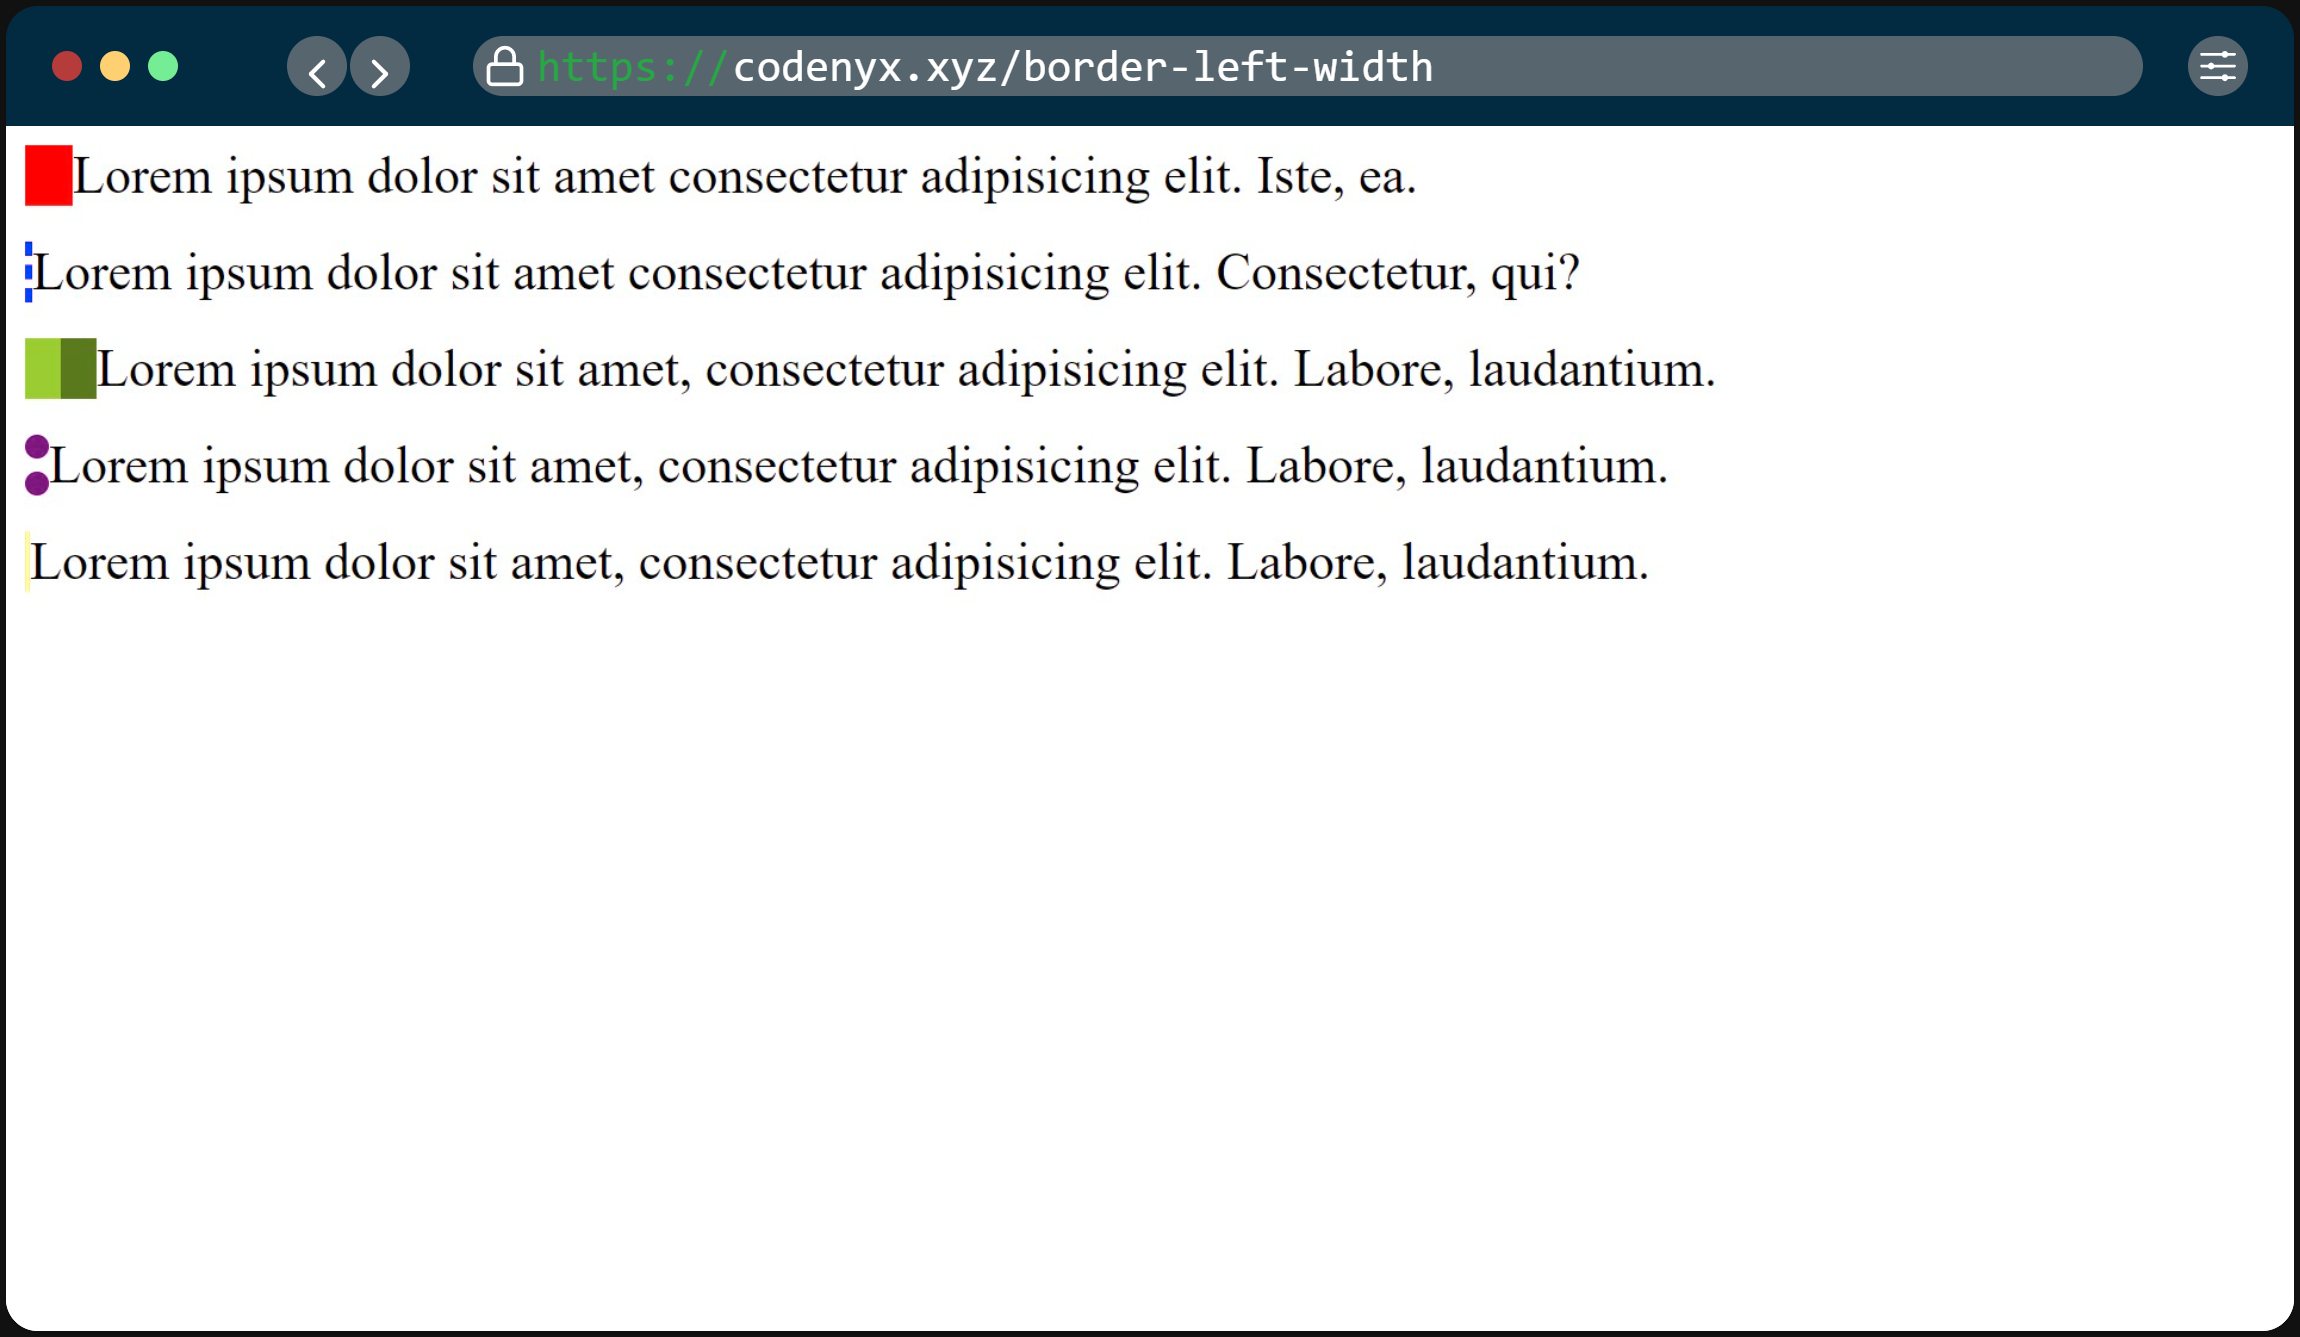 https://codenyx.xyz/border-left-width
Lorem ipsum dolor sit amet consectetur adipisicing elit. Iste, ea.
Lorem ipsum dolor sit amet consectetur adipisicing elit. Consectetur, qui?
Lorem ipsum dolor sit amet, consectetur adipisicing elit. Labore, laudantium.
Lorem ipsum dolor sit amet, consectetur adipisicing elit. Labore, laudantium.
Lorem ipsum dolor sit amet, consectetur adipisicing elit. Labore, laudantium.